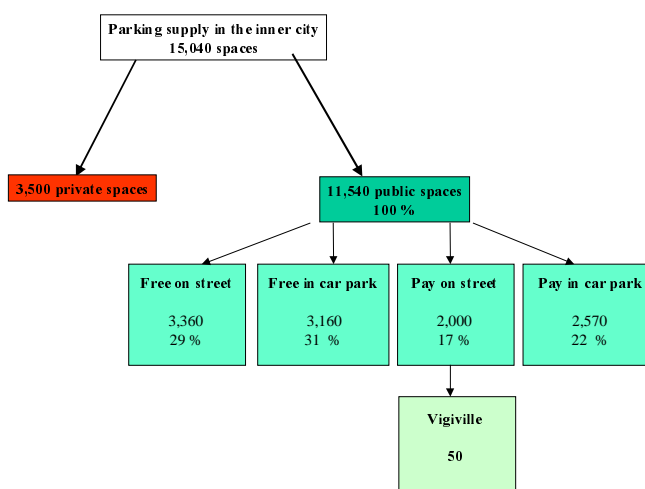 Parking supply in the inner city
15,040 spaces
3,500 private spaces
11,540 public spaces
100 %
Free on street
3,360
29 %
Free in car park
3,160
31 %
Pay on street
2,000
17 %
Pay in car park
2,570
22 %
Vigiville
50